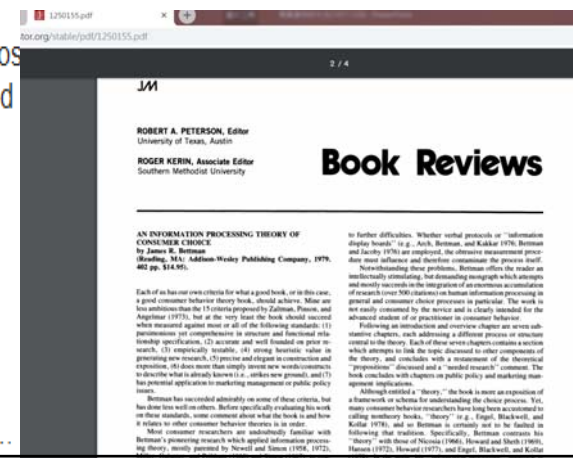 1250155.pdf
tor.org/stable/pdf/1250155.pdf
os
d
2 / 4
JM
ROBERT A. PETERSON, Editor
University of Texas, Austin
ROGER KERIN, Associate Editor
Southern Methodist University
Book Reviews
AN INFORMATION PROCESSING THEORY OF
CONSUMER CHOICE
by James R. Bettman
(Reading, MA: Addison-Wesley Publishing Company, 1979,
402 pp. $14.95).
Each of us has our own criteria for what a good book, or in this case,
a good consumer behavior theory book, should achieve. Mine are
less ambitious than the 15 criteria proposed by Zaltman, Pinson, and
Angelmar (1973), but at the very least the book should succeed
when measured against most or all of the following standards: (1)
parsimonious yet comprehensive in structure and functional rela-
tionship specification, (2) accurate and well founded on prior re-
search, (3) empirically testable, (4) strong heuristic value in
generating new research, (5) precise and elegant in construction and
exposition, (6) does more than simply invent new words/constructs
to describe what is already known (i.e., strikes new ground), and (7)
has potential application to marketing management or public policy
issues.
Bettman has succeeded admirably on some of these criteria, but
has done less well on others. Before specifically evaluating his work
on these standards, some comment about what the book is and how
it relates to other consumer behavior theories is in order.
Most consumer researchers are undoubtedly familiar with
Bettman's pioneering research which applied information process-
ing theory, mostly parented by Newell and Simon (1958, 1972),
to further difficulties. Whether verbal protocols or "information
display boards" (e.g., Arch, Bettman, and Kakkar 1978; Bettman
and Jacoby 1976) are employed, the obtrusive measurement proce-
dure must influence and therefore contaminate the process itself.
Notwithstanding these problems, Bettman offers the reader an
intellectually stimulating, but demanding monograph which attempts
and mostly succeeds in the integration of an enormous accumulation
of research (over 500 citations) on human information processing in
general and consumer choice processes in particular. The work is
not easily consumed by the novice and is clearly intended for the
advanced student of or practitioner in consumer behavior.
Following an introduction and overview chapter are seven sub-
stantive chapters, each addressing a different process or structure
central to the theory. Each of these seven chapters contains a section
which attempts to link the topic discussed to other components of
the theory, and concludes with a restatement of the theoretical
"propositions" discussed and a "needed research" comment. The
book concludes with chapters on public policy and marketing man-
agement implications.
Although entitled a "theory," the book is more an exposition of
a framework or schema for understanding the choice process. Yet,
many consumer behavior researchers have long been accustomed to
calling nontheory books, "theory" (e.g., Engel, Blackwell, and
Kollat 1978), and so Bettman is certainly not to be faulted in
following that tradition. Specifically, Bettman contrasts his
"theory" with those of Nicosia (1966), Howard and Sheth (1969),
Hansen (1972), Howard (1977), and Engel, Blackwell, and Kollat